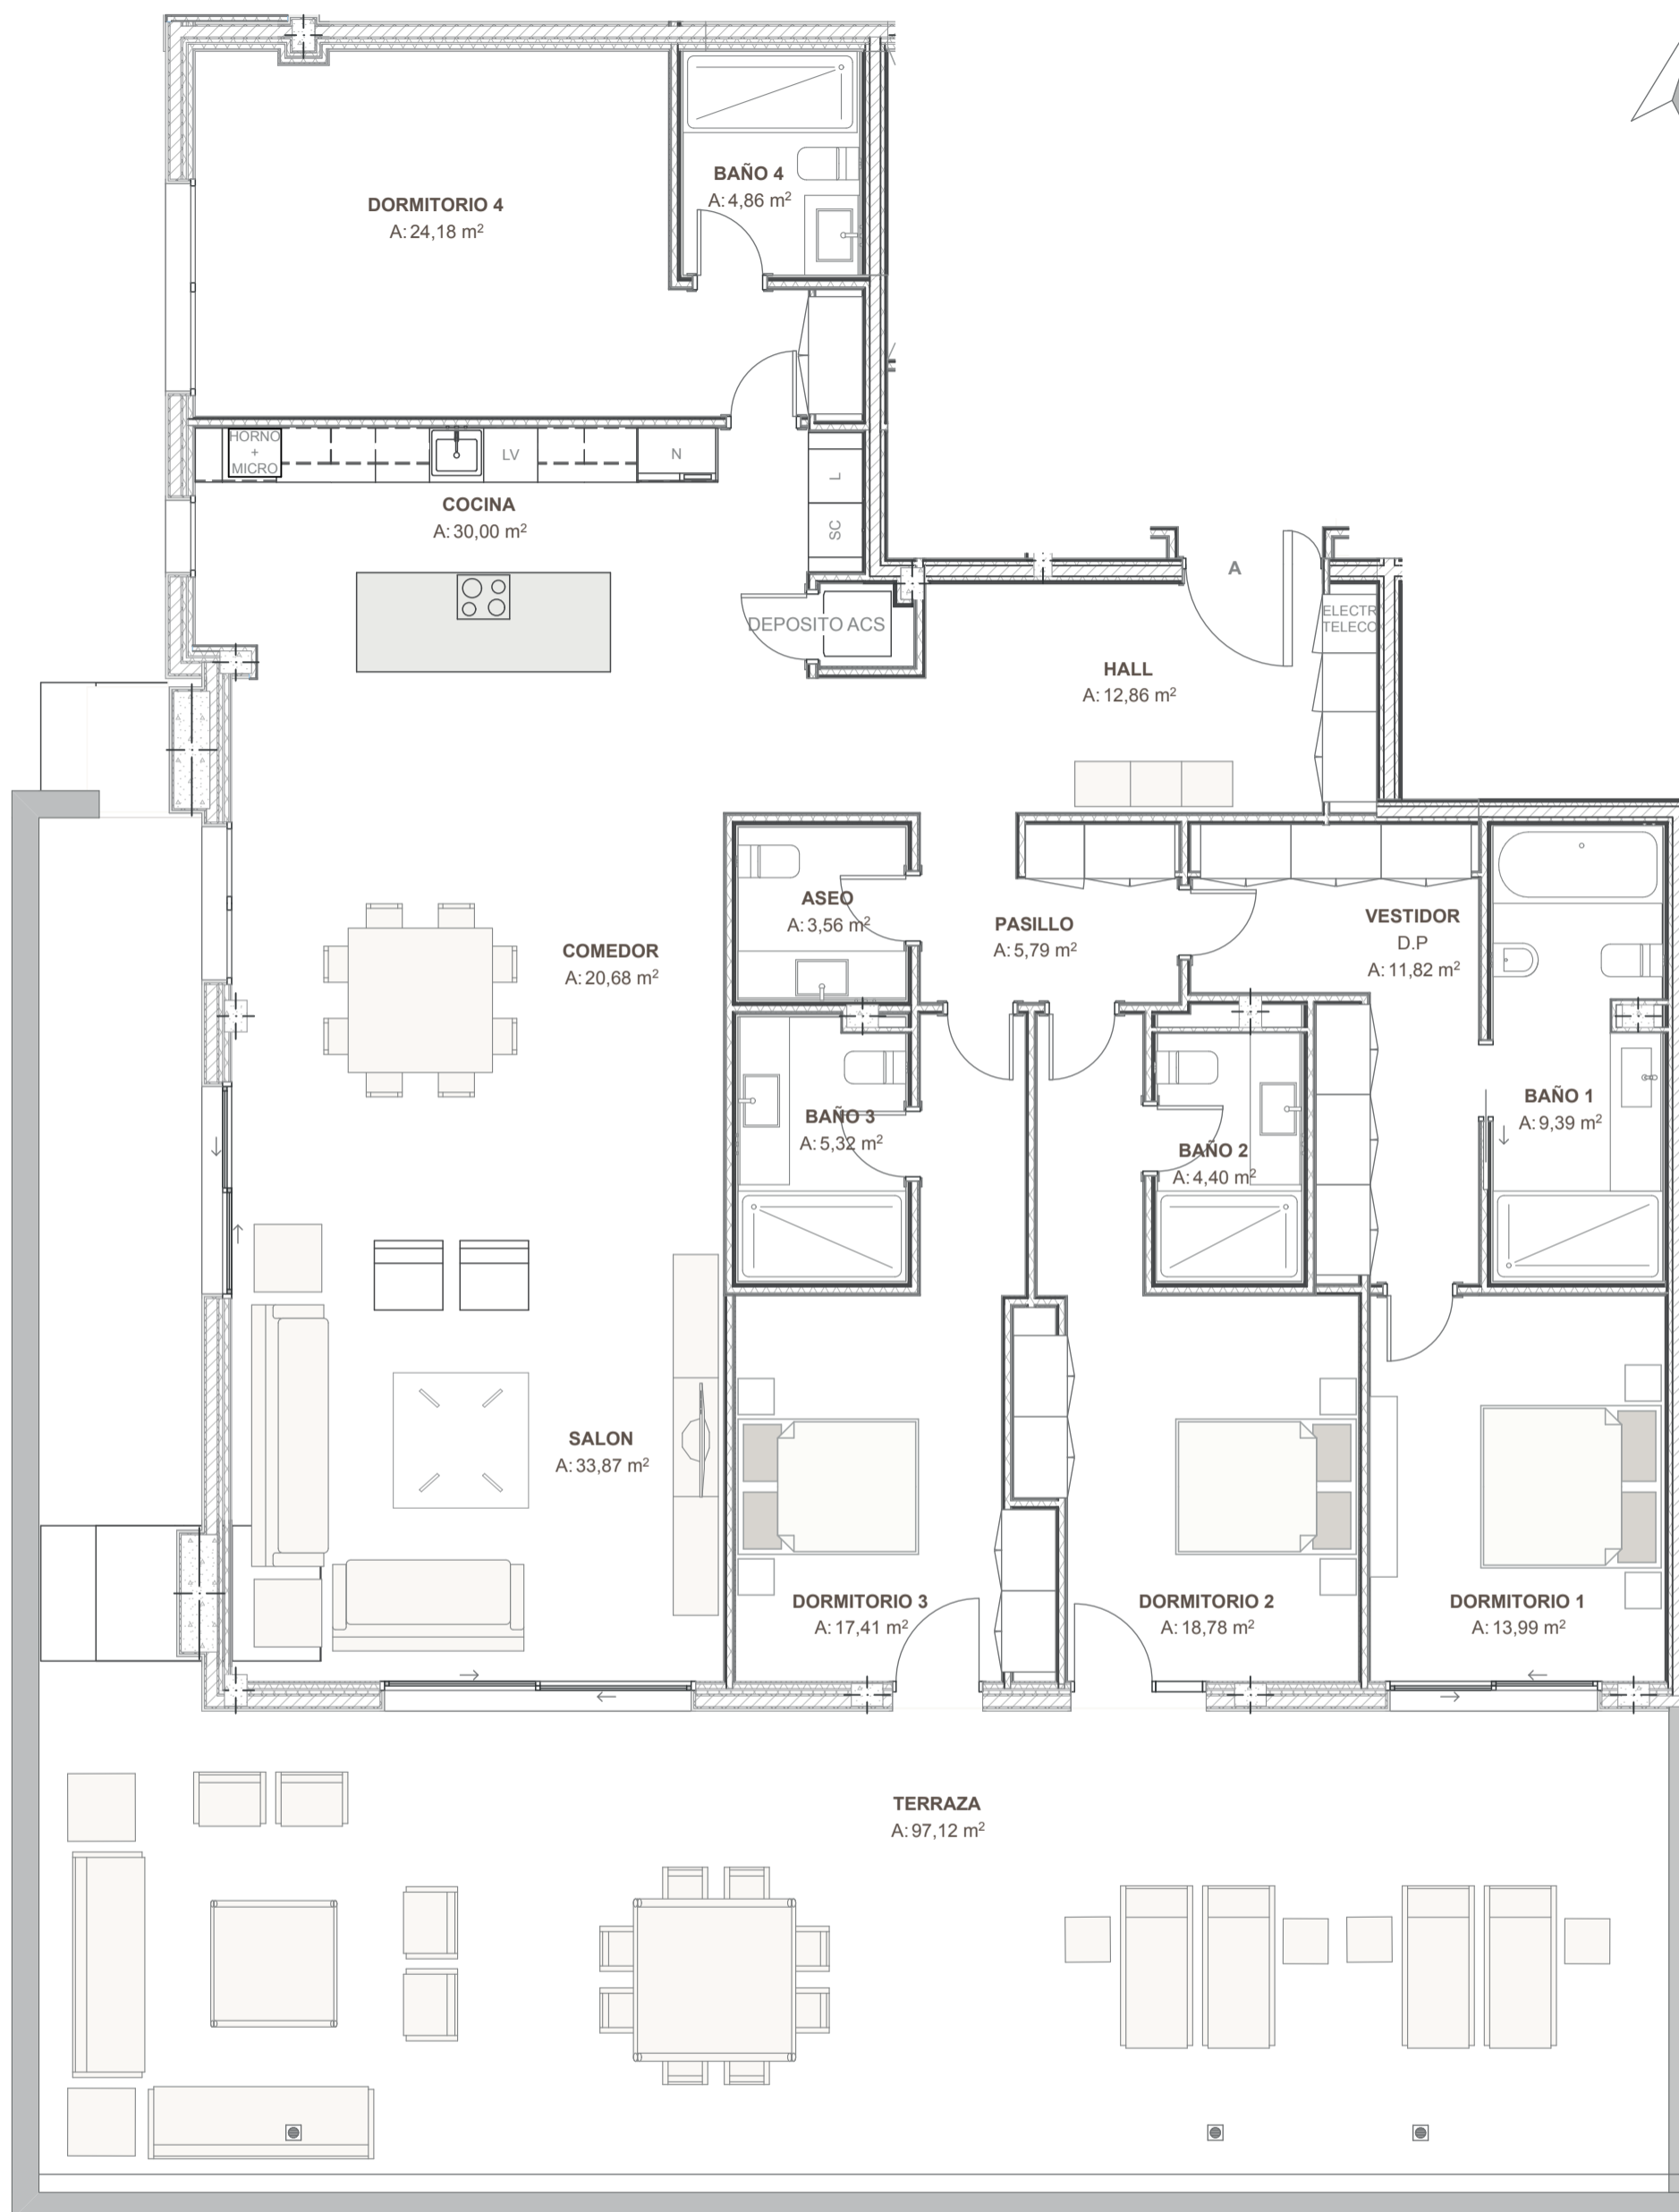 BAÑO 4
A: 4,86 m²
DORMITORIO 4
A: 24,18 m²
HORNO
+
MICRO
LV
N
L
SC
COCINA
A: 30,00 m²
A
DEPOSITO ACS
ELECTR
TELECO
HALL
A: 12,86 m²
ASEO
A: 3,56 m²
PASILLO
A: 5,79 m²
VESTIDOR
D.P
A: 11,82 m²
COMEDOR
A: 20,68 m²
BAÑO 3
A: 5,32 m²
BAÑO 2
A: 4,40 m²
BAÑO 1
A: 9,39 m²
SALON
A: 33,87 m²
DORMITORIO 3
A: 17,41 m²
DORMITORIO 2
A: 18,78 m²
DORMITORIO 1
A: 13,99 m²
TERRAZA
A: 97,12 m²